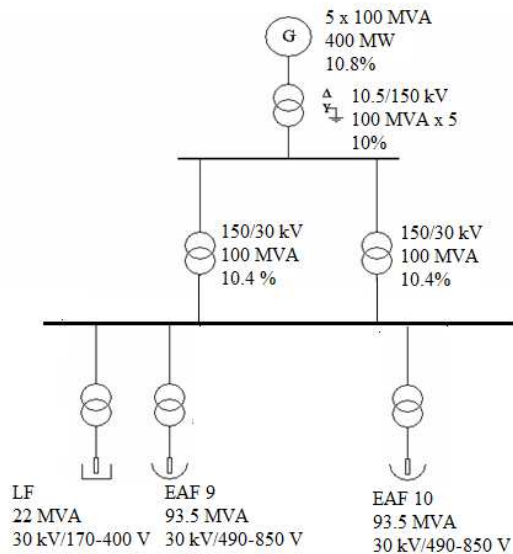 G
5 x 100 MVA
400 MW
10.8%
Δ
Y
10.5/150 kV
100 MVA x 5
10%
150/30 kV
100 MVA
10.4 %
150/30 kV
100 MVA
10.4%
LF
22 MVA
30 kV/170-400 V
EAF 9
93.5 MVA
30 kV/490-850 V
EAF 10
93.5 MVA
30 kV/490-850 V